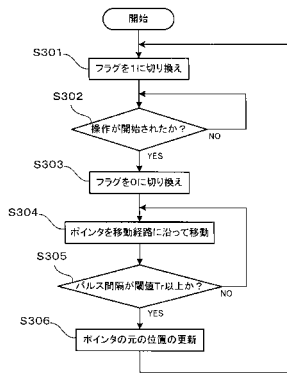 開始
S301
フラグを1に切り換え
S302
操作が開始されたか?
NO
YES
S303
フラグを0に切り換え
S304
ポインタを移動経路に沿って移動
S305
パルス間隔が閾値Tr以上か?
NO
YES
S306
ポインタの元の位置の更新